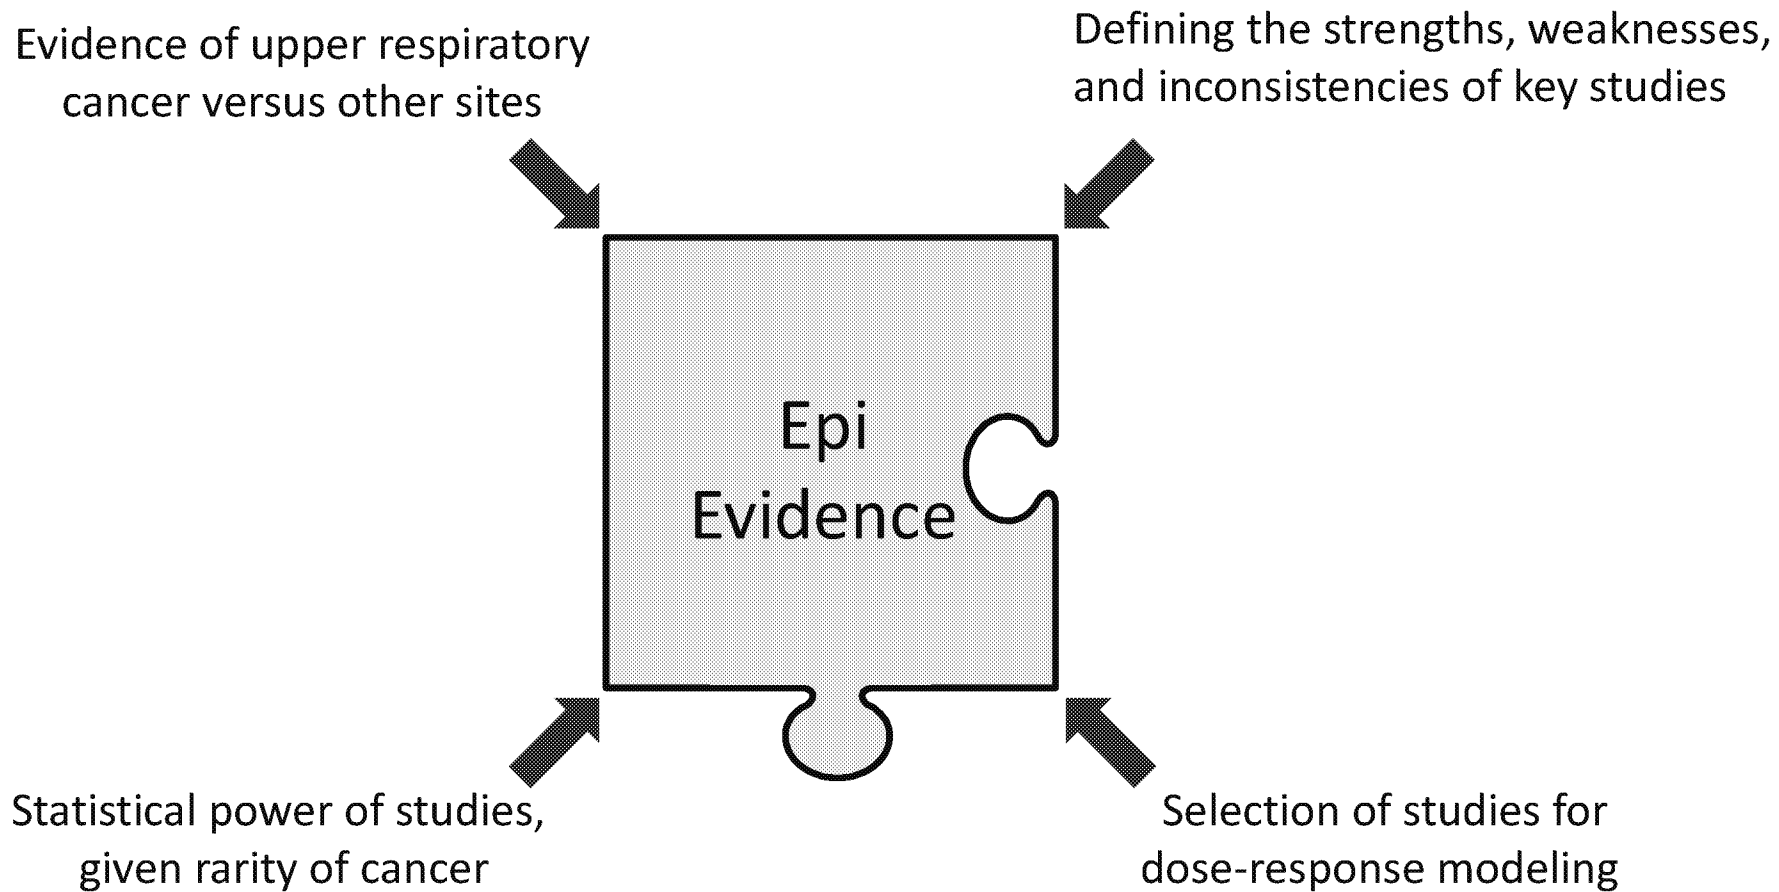 Evidence of upper respiratory
cancer versus other sites
Defining the strengths, weaknesses,
and inconsistencies of key studies
Epi
Evidence
Statistical power of studies,
given rarity of cancer
Selection of studies for
dose-response modeling